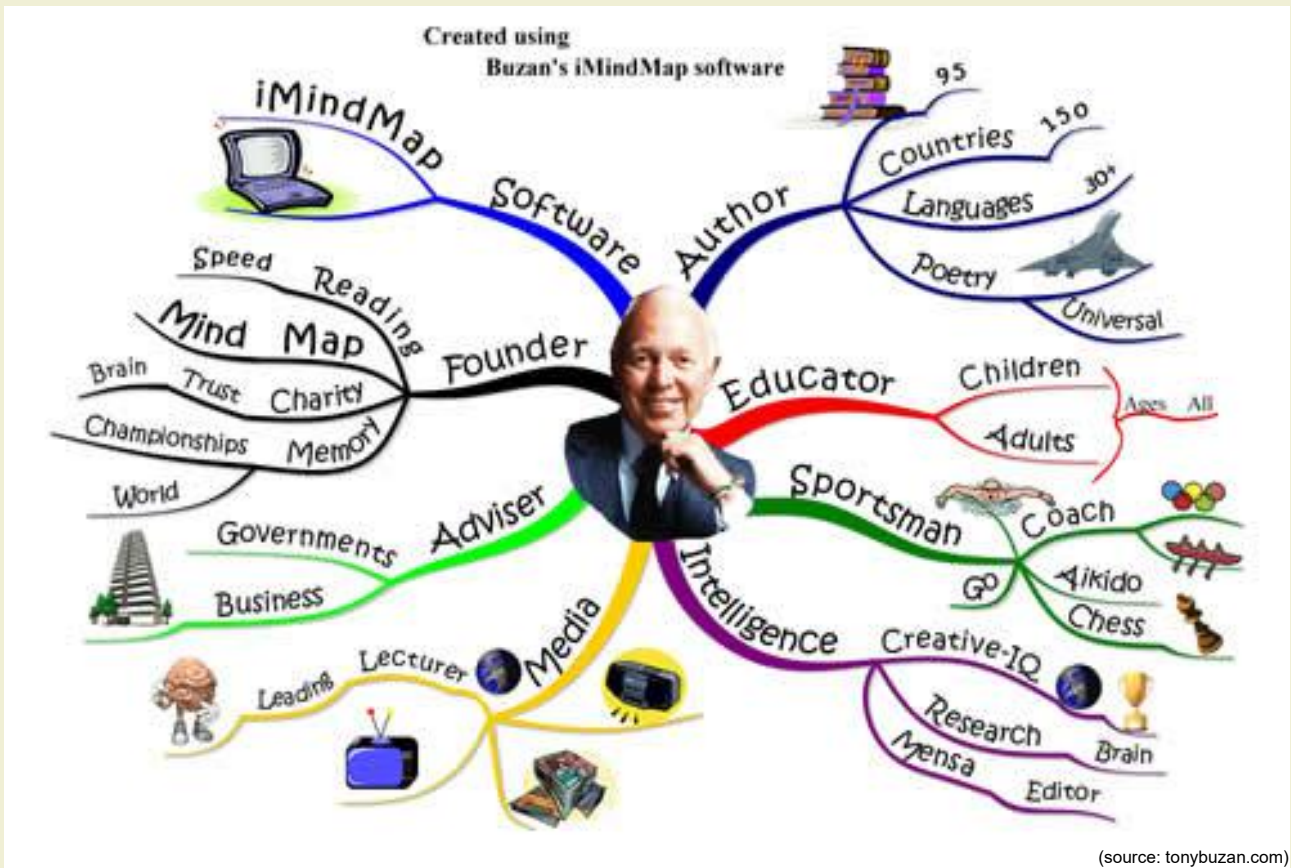 Created using
Buzan's iMindMap software
iMindMap
Software
Author
95
Countries
150
Languages
30+
Poetry
Universal
Speed
Reading
Mind Map
Brain
Trust
Charity
Championships
Memory
World
Founder
Educator
Children
Adults
Ages All
Sportsman
Coach
Aikido
Go
Chess
Adviser
Governments
Business
Media
Lecturer
Leading
Intelligence
Creative-IQ
Research
Brain
Mensa
Editor
(source: tonybuzan.com)